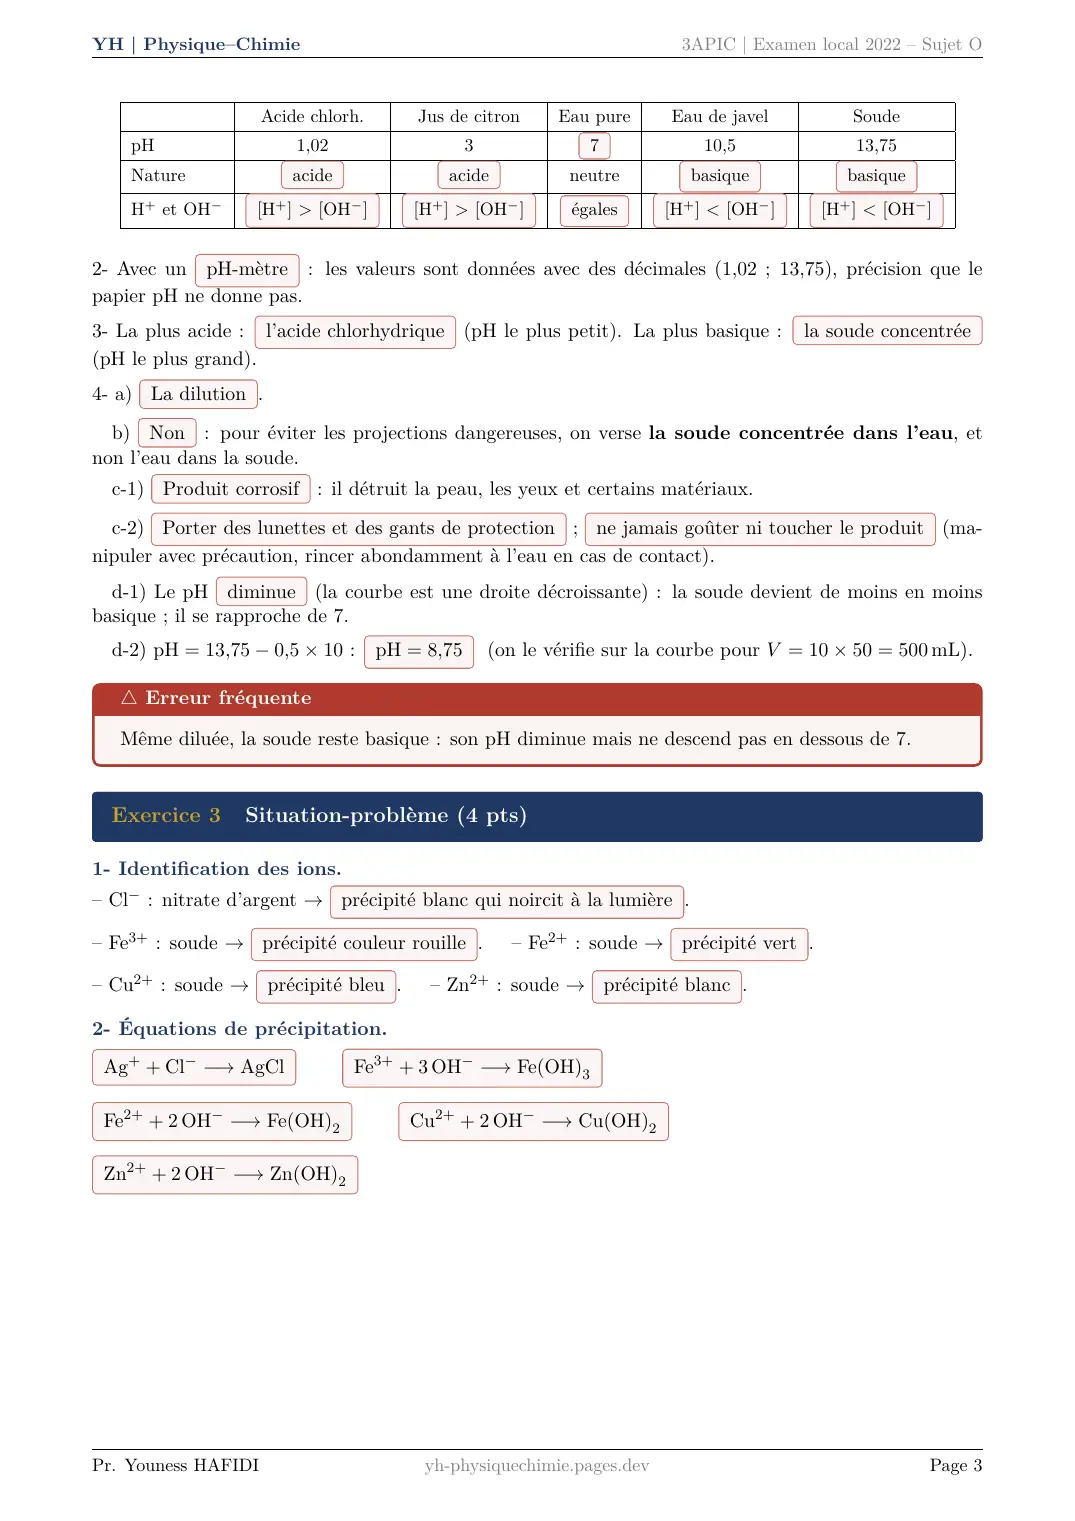 YH | Physique–Chimie 3APIC | Examen local 2022 – Sujet O
Acide chlorh. Jus de citron Eau pure Eau de javel Soude
pH 1,02 3 7 10,5 13,75
Nature acide acide neutre basique basique
H⁺ et OH⁻ [H⁺] > [OH⁻] [H⁺] > [OH⁻] égales [H⁺] < [OH⁻] [H⁺] < [OH⁻]
2- Avec un pH-mètre : les valeurs sont données avec des décimales (1,02 ; 13,75), précision que le
papier pH ne donne pas.
3- La plus acide : l'acide chlorhydrique (pH le plus petit). La plus basique : la soude concentrée
(pH le plus grand).
4- a) La dilution .
b) Non : pour éviter les projections dangereuses, on verse la soude concentrée dans l'eau, et
non l'eau dans la soude.
c-1) Produit corrosif : il détruit la peau, les yeux et certains matériaux.
c-2) Porter des lunettes et des gants de protection ; ne jamais goûter ni toucher le produit (ma-
nipuler avec précaution, rincer abondamment à l'eau en cas de contact).
d-1) Le pH diminue (la courbe est une droite décroissante) : la soude devient de moins en moins
basique ; il se rapproche de 7.
d-2) pH = 13,75 − 0,5 × 10 : pH = 8,75 (on le vérifie sur la courbe pour V = 10 × 50 = 500 mL).
△ Erreur fréquente
Même diluée, la soude reste basique : son pH diminue mais ne descend pas en dessous de 7.
Exercice 3 Situation-problème (4 pts)
1- Identification des ions.
– Cl⁻ : nitrate d'argent → précipité blanc qui noircit à la lumière .
– Fe³⁺ : soude → précipité couleur rouille . – Fe²⁺ : soude → précipité vert .
– Cu²⁺ : soude → précipité bleu . – Zn²⁺ : soude → précipité blanc .
2- Équations de précipitation.
Ag⁺ + Cl⁻ ⟶ AgCl Fe³⁺ + 3 OH⁻ ⟶ Fe(OH)₃
Fe²⁺ + 2 OH⁻ ⟶ Fe(OH)₂ Cu²⁺ + 2 OH⁻ ⟶ Cu(OH)₂
Zn²⁺ + 2 OH⁻ ⟶ Zn(OH)₂
Pr. Youness HAFIDI yh-physiquechimie.pages.dev Page 3